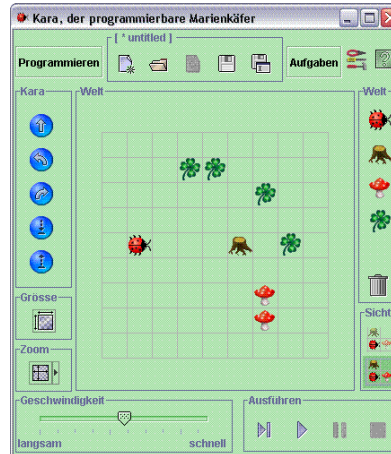 Kara, der programmierbare Marienkäfer
[ * untitled ]
Programmieren
Aufgaben
Kara
Welt
Welt
Grösse
Sicht
Zoom
Geschwindigkeit
Ausführen
langsam
schnell